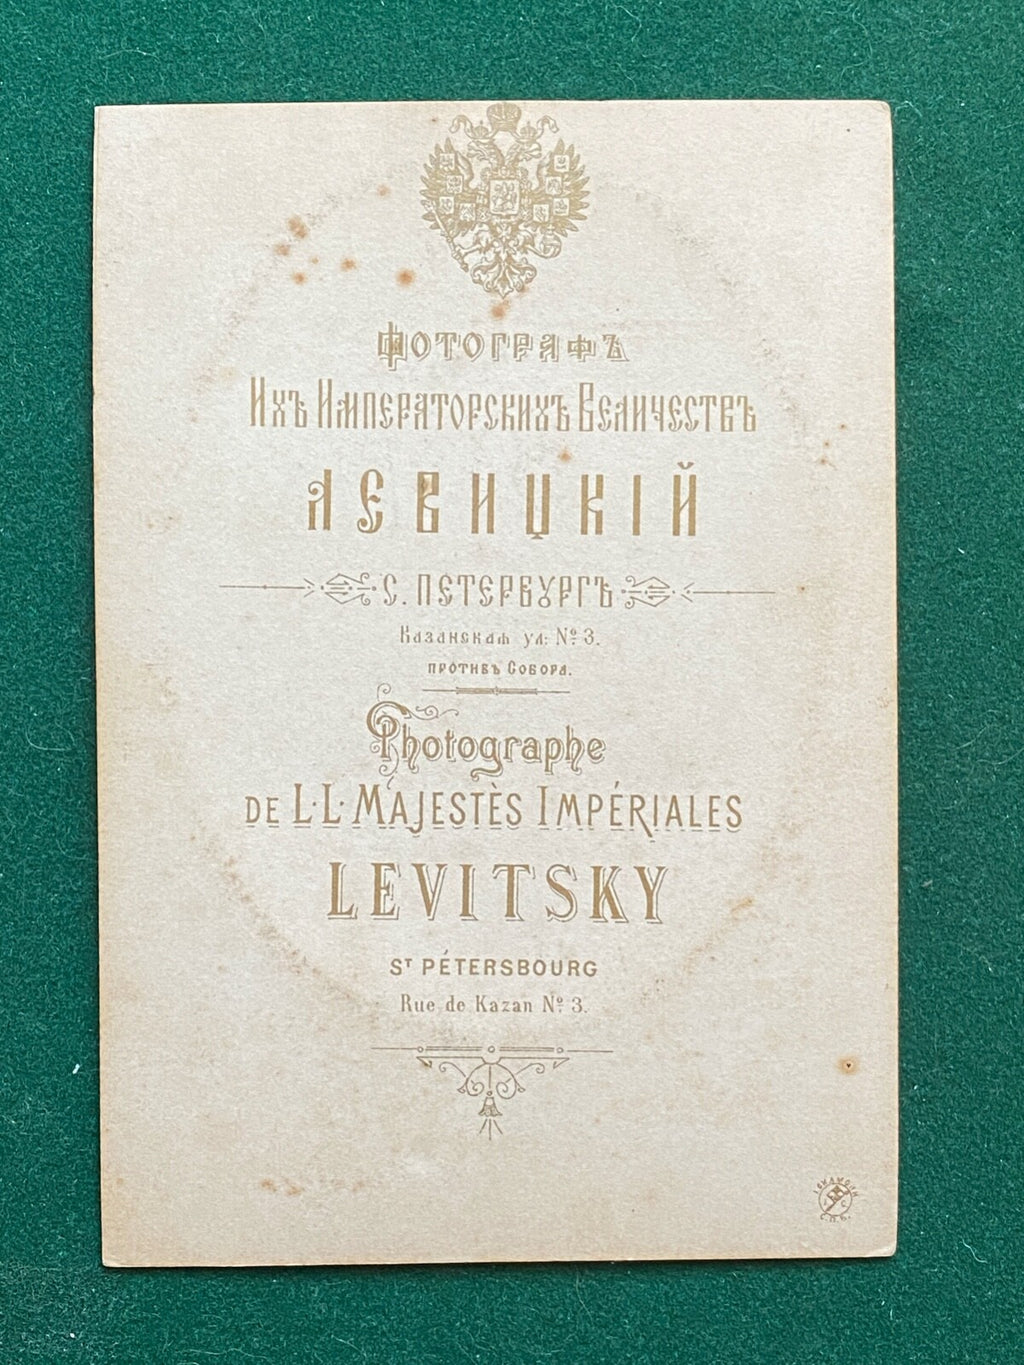 Фотографъ
Ихъ Императорскихъ Величествъ
Левицкій
С. Петербургъ
Казанская ул: № 3.
противъ Собора.
Photographe
DE L·L· MAJESTÈS IMPÉRIALES
LEVITSKY
Sᵀ PÉTERSBOURG
Rue de Kazan Nº 3.
С.П.Б.